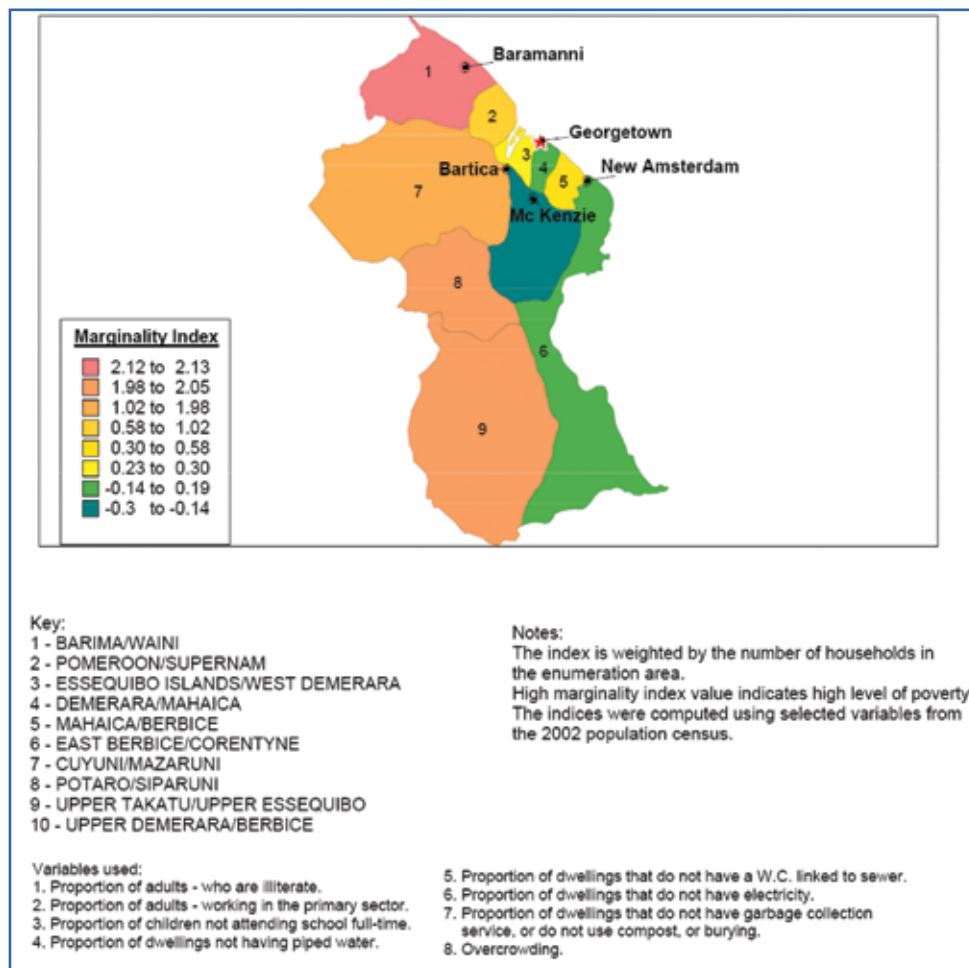 Baramanni
1
2
Georgetown
3
Bartica
4
New Amsterdam
5
7
Mc Kenzie
8
6
9
Marginality Index
2.12 to 2.13
1.98 to 2.05
1.02 to 1.98
0.58 to 1.02
0.30 to 0.58
0.23 to 0.30
-0.14 to 0.19
-0.3 to -0.14
Key:
1 - BARIMA/WAINI
2 - POMEROON/SUPERNAM
3 - ESSEQUIBO ISLANDS/WEST DEMERARA
4 - DEMERARA/MAHAICA
5 - MAHAICA/BERBICE
6 - EAST BERBICE/CORENTYNE
7 - CUYUNI/MAZARUNI
8 - POTARO/SIPARUNI
9 - UPPER TAKATU/UPPER ESSEQUIBO
10 - UPPER DEMERARA/BERBICE
Notes:
The index is weighted by the number of households in
the enumeration area.
High marginality index value indicates high level of poverty
The indices were computed using selected variables from
the 2002 population census.
Variables used:
1. Proportion of adults - who are illiterate.
2. Proportion of adults - working in the primary sector.
3. Proportion of children not attending school full-time.
4. Proportion of dwellings not having piped water.
5. Proportion of dwellings that do not have a W.C. linked to sewer.
6. Proportion of dwellings that do not have electricity.
7. Proportion of dwellings that do not have garbage collection
service, or do not use compost, or burying.
8. Overcrowding.